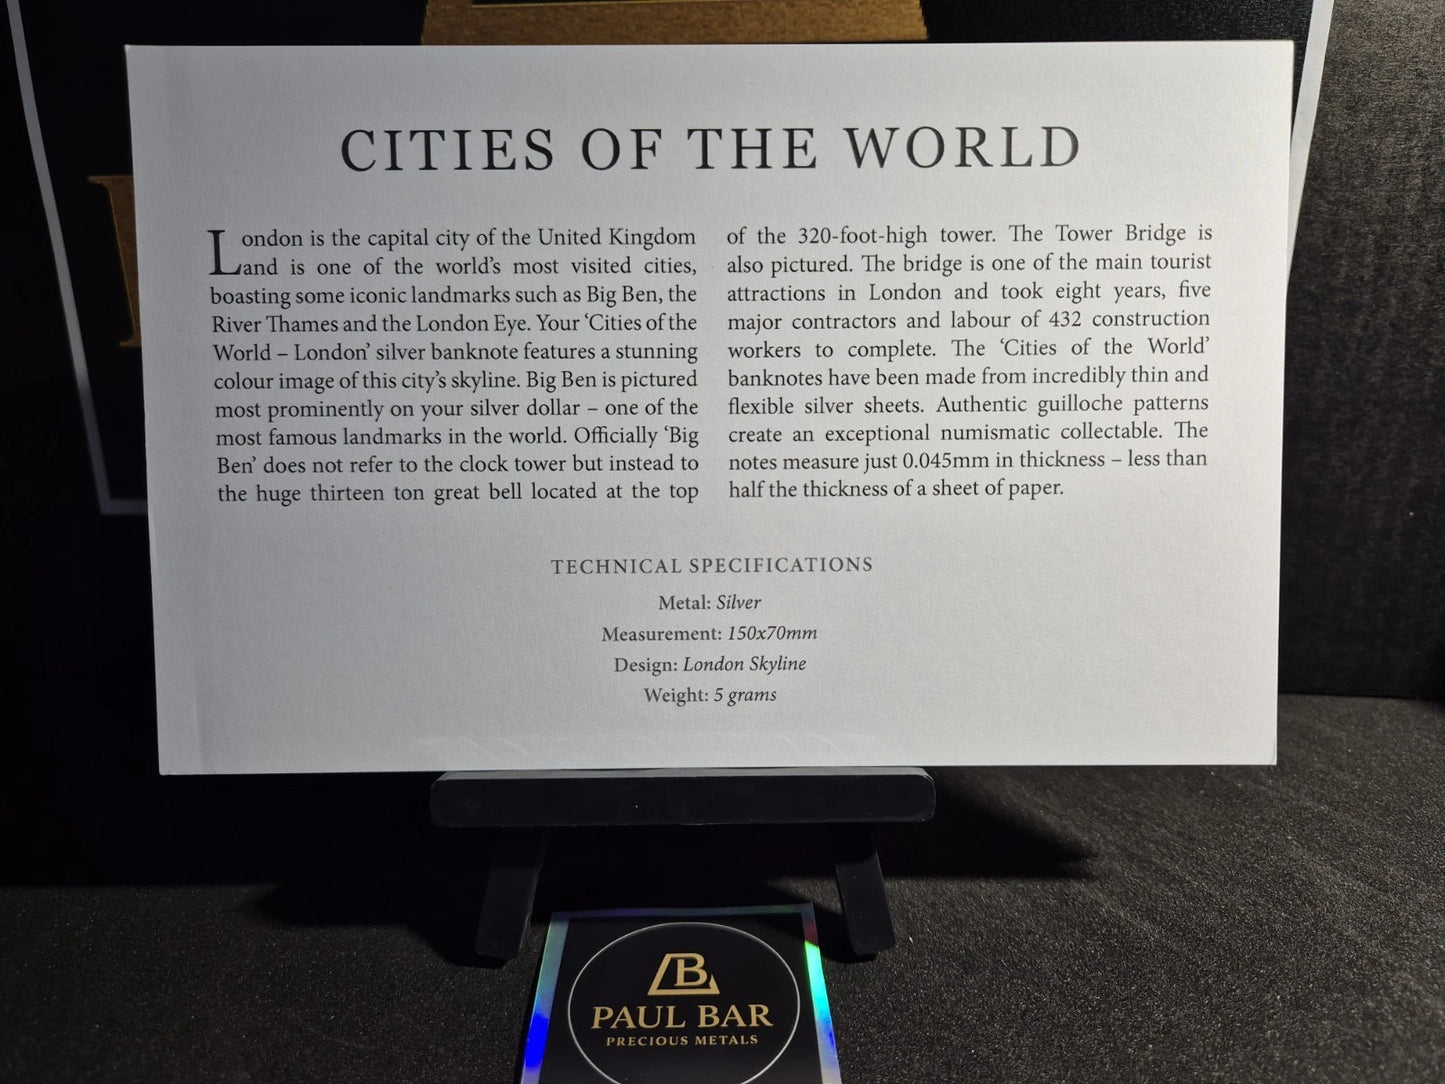 CITIES OF THE WORLD
London is the capital city of the United Kingdom
and is one of the world's most visited cities,
boasting some iconic landmarks such as Big Ben, the
River Thames and the London Eye. Your ‘Cities of the
World – London’ silver banknote features a stunning
colour image of this city's skyline. Big Ben is pictured
most prominently on your silver dollar – one of the
most famous landmarks in the world. Officially ‘Big
Ben’ does not refer to the clock tower but instead to
the huge thirteen ton great bell located at the top
of the 320-foot-high tower. The Tower Bridge is
also pictured. The bridge is one of the main tourist
attractions in London and took eight years, five
major contractors and labour of 432 construction
workers to complete. The ‘Cities of the World’
banknotes have been made from incredibly thin and
flexible silver sheets. Authentic guilloche patterns
create an exceptional numismatic collectable. The
notes measure just 0.045mm in thickness – less than
half the thickness of a sheet of paper.
TECHNICAL SPECIFICATIONS
Metal: Silver
Measurement: 150x70mm
Design: London Skyline
Weight: 5 grams
B
PAUL BAR
PRECIOUS METALS